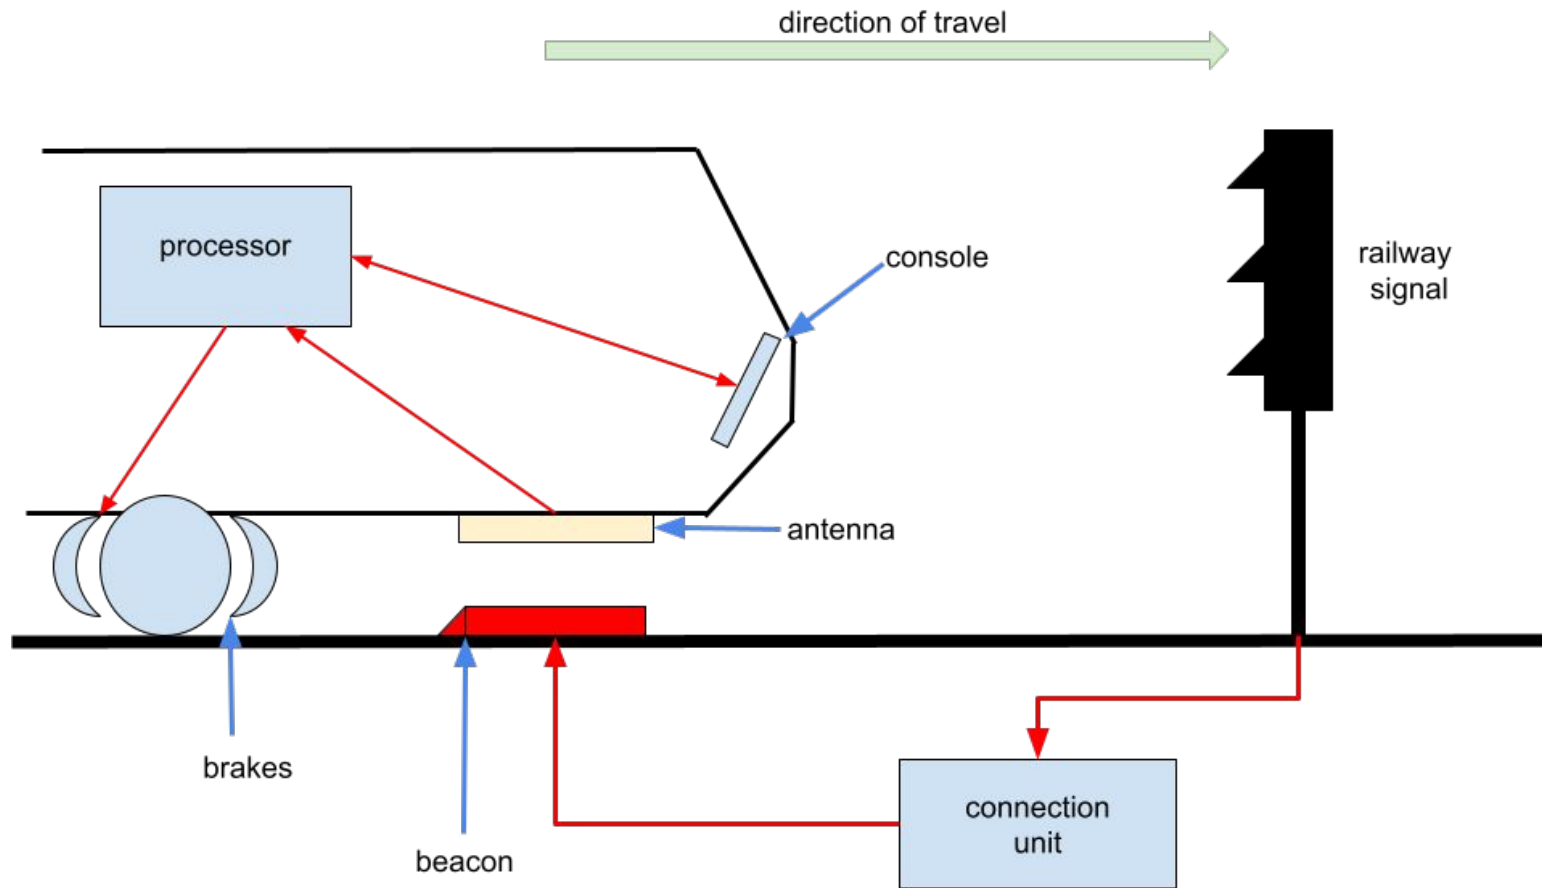 direction of travel
processor
console
railway
signal
antenna
brakes
beacon
connection
unit